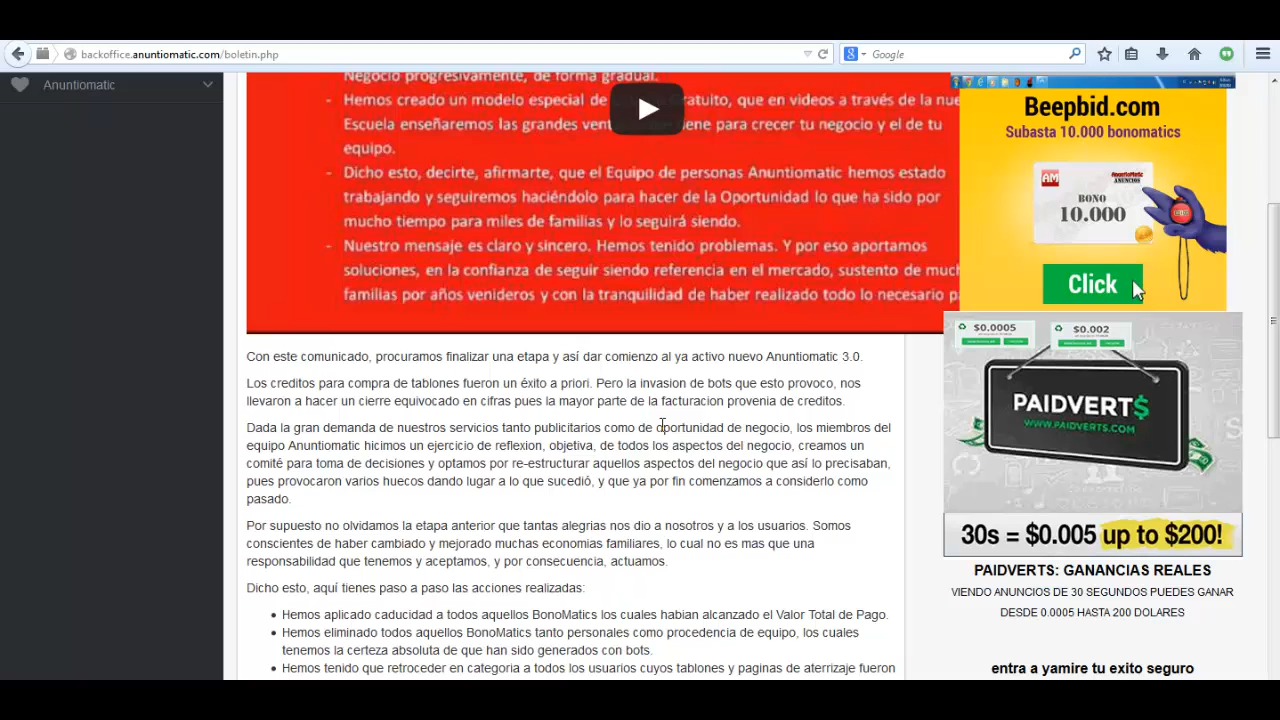 backoffice.anuntiomatic.com/boletin.php
Google
Anuntiomatic
Negocio progresivamente, de forma gradual.
- Hemos creado un modelo especial de Gratuito, que en videos a través de la nue
Escuela enseñaremos las grandes vent que tiene para crecer tu negocio y el de tu
equipo.
- Dicho esto, decirte, afirmarte, que el Equipo de personas Anuntiomatic hemos estado
trabajando y seguiremos haciéndolo para hacer de la Oportunidad lo que ha sido por
mucho tiempo para miles de familias y lo seguirá siendo.
- Nuestro mensaje es claro y sincero. Hemos tenido problemas. Y por eso aportamos
soluciones, en la confianza de seguir siendo referencia en el mercado, sustento de much
familias por años venideros y con la tranquilidad de haber realizado todo lo necesario p
Con este comunicado, procuramos finalizar una etapa y así dar comienzo al ya activo nuevo Anuntiomatic 3.0.
Los creditos para compra de tablones fueron un éxito a priori. Pero la invasion de bots que esto provoco, nos
llevaron a hacer un cierre equivocado en cifras pues la mayor parte de la facturacion provenia de creditos.
Dada la gran demanda de nuestros servicios tanto publicitarios como de oportunidad de negocio, los miembros del
equipo Anuntiomatic hicimos un ejercicio de reflexion, objetiva, de todos los aspectos del negocio, creamos un
comité para toma de decisiones y optamos por re-estructurar aquellos aspectos del negocio que así lo precisaban,
pues provocaron varios huecos dando lugar a lo que sucedió, y que ya por fin comenzamos a considerlo como
pasado.
Por supuesto no olvidamos la etapa anterior que tantas alegrias nos dio a nosotros y a los usuarios. Somos
conscientes de haber cambiado y mejorado muchas economias familiares, lo cual no es mas que una
responsabilidad que tenemos y aceptamos, y por consecuencia, actuamos.
Dicho esto, aquí tienes paso a paso las acciones realizadas:
• Hemos aplicado caducidad a todos aquellos BonoMatics los cuales habian alcanzado el Valor Total de Pago.
• Hemos eliminado todos aquellos BonoMatics tanto personales como procedencia de equipo, los cuales
tenemos la certeza absoluta de que han sido generados con bots.
• Hemos tenido que retroceder en categoria a todos los usuarios cuyos tablones y paginas de aterrizaje fueron
Beepbid.com
Subasta 10.000 bonomatics
AM
AnuntioMatic
ANUNCIOS
BONO
10.000
Click
$0.0005
$0.002
PAIDVERT$
WWW.PAIDVERTS.COM
30s = $0.005 up to $200!
PAIDVERTS: GANANCIAS REALES
VIENDO ANUNCIOS DE 30 SEGUNDOS PUEDES GANAR
DESDE 0.0005 HASTA 200 DOLARES
entra a yamire tu exito seguro